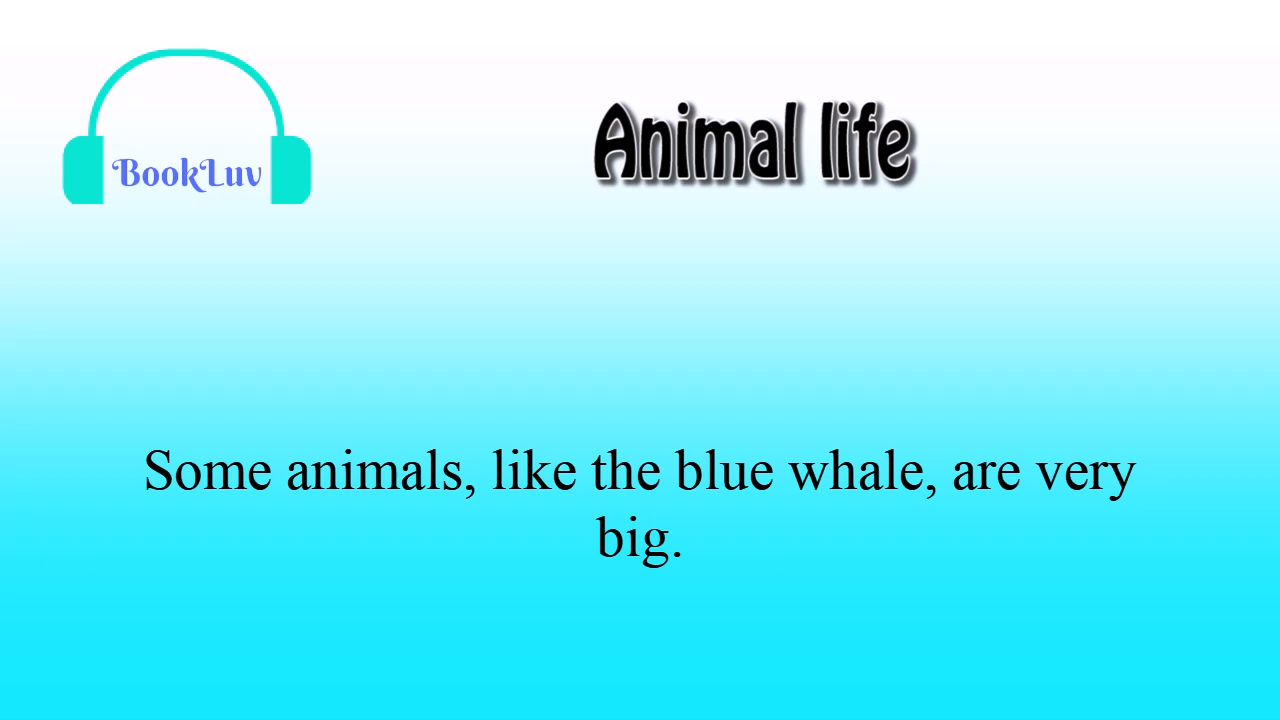 BookLuv
Animal life
Some animals, like the blue whale, are very
big.